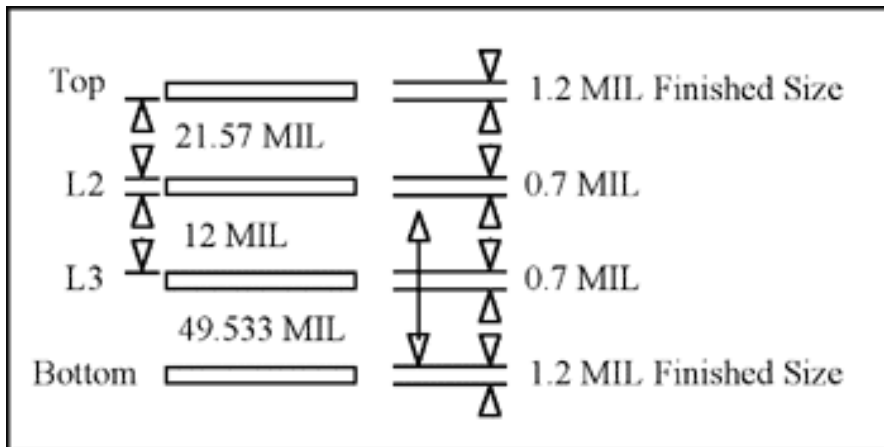 Top
1.2 MIL Finished Size
21.57 MIL
L2
0.7 MIL
12 MIL
L3
0.7 MIL
49.533 MIL
Bottom
1.2 MIL Finished Size